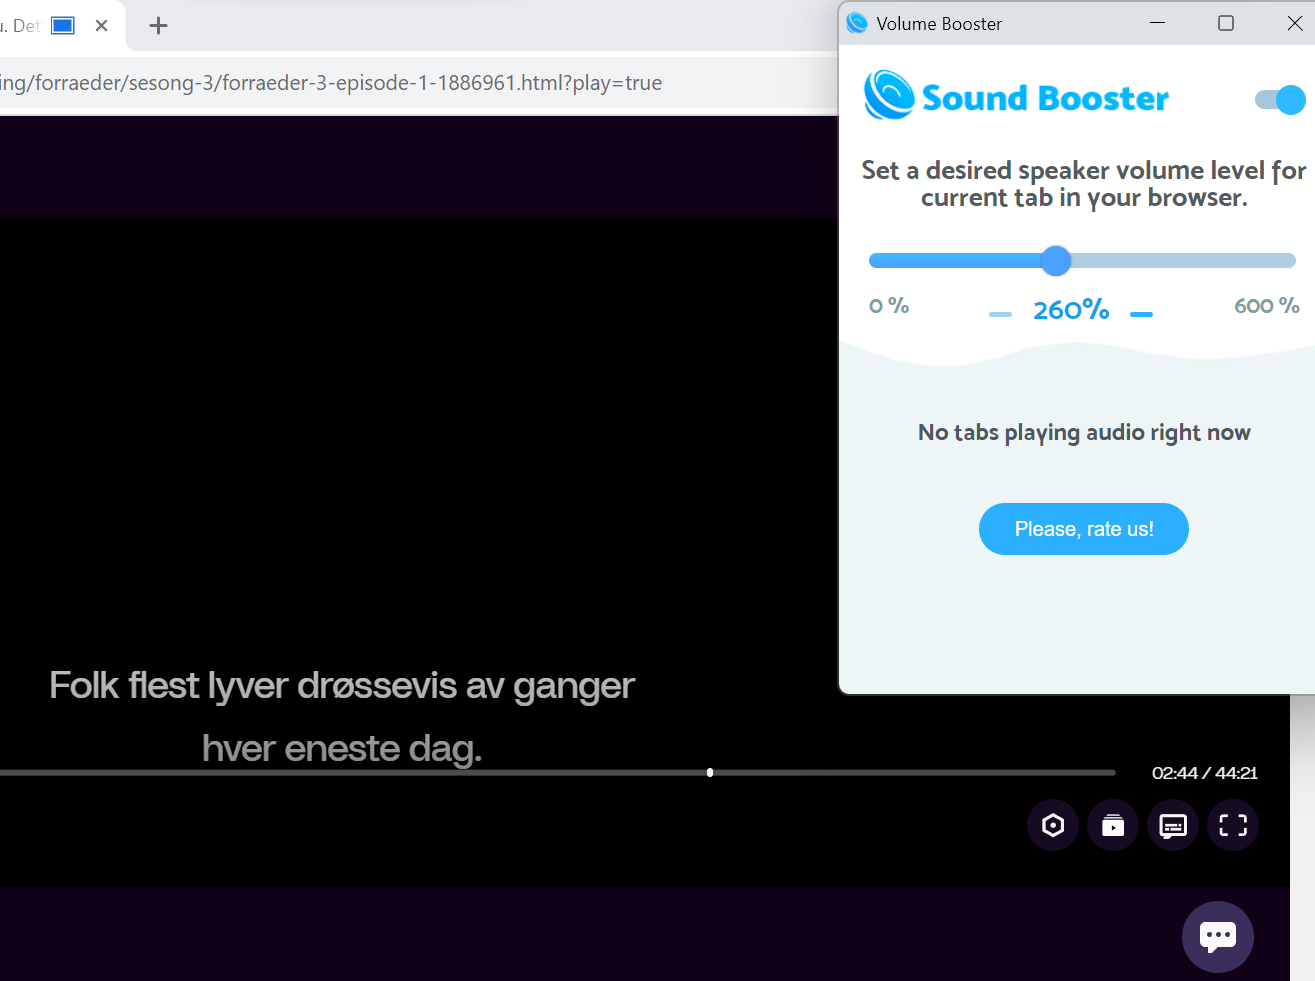 u. Det
ing/forraeder/sesong-3/forraeder-3-episode-1-1886961.html?play=true
Volume Booster
Sound Booster
Set a desired speaker volume level for
current tab in your browser.
0 %
260%
600 %
No tabs playing audio right now
Please, rate us!
Folk flest lyver drøssevis av ganger
hver eneste dag.
02:44 / 44:21